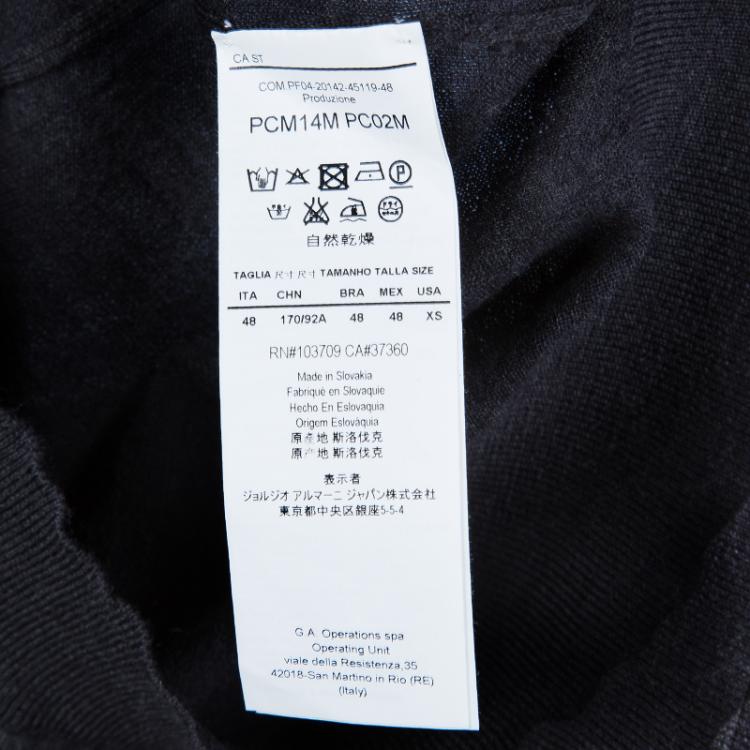 CA ST
COM.PF04-20142-45119-48
Produzione
PCM14M PC02M
P
自然乾燥
TAGLIA 尺寸 尺寸 TAMANHO TALLA SIZE
ITA CHN BRA MEX USA
48 170/92A 48 48 XS
RN#103709 CA#37360
Made in Slovakia
Fabriqué en Slovaquie
Hecho En Eslovaquia
Origem Eslováquia
原产地 斯洛伐克
原产地 斯洛伐克
表示者
ジョルジオ アルマーニ ジャパン株式会社
東京都中央区銀座5-5-4
G.A. Operations spa
Operating Unit
viale della Resistenza,35
42018-San Martino in Rio (RE)
(Italy)